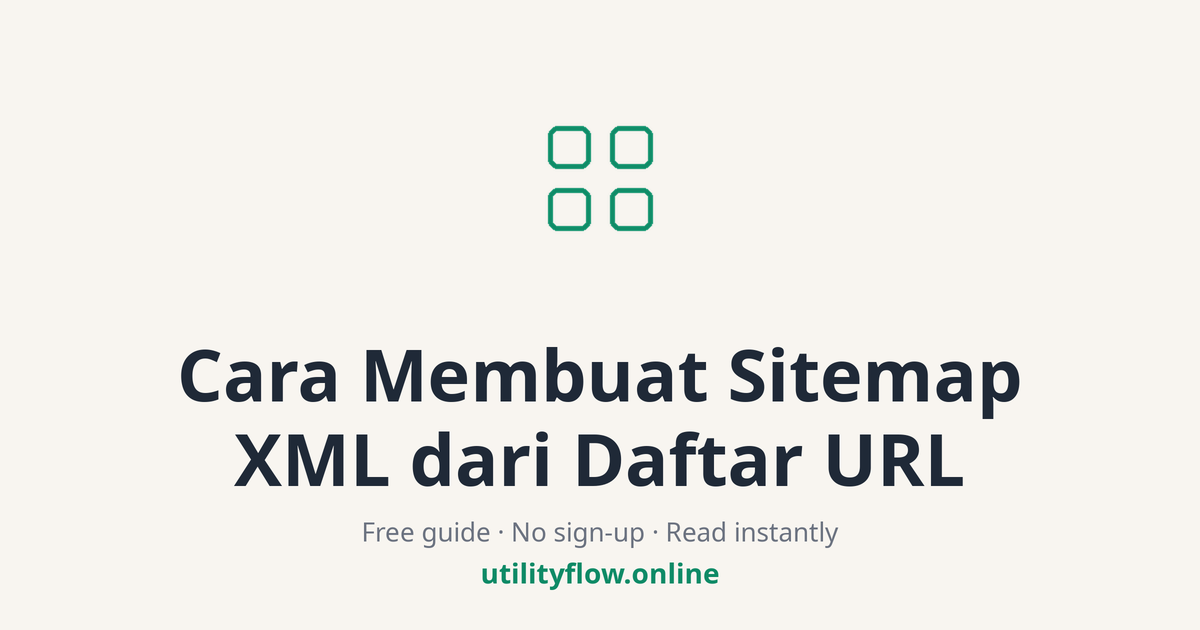 Cara Membuat Sitemap
XML dari Daftar URL
Free guide · No sign-up · Read instantly
utilityflow.online